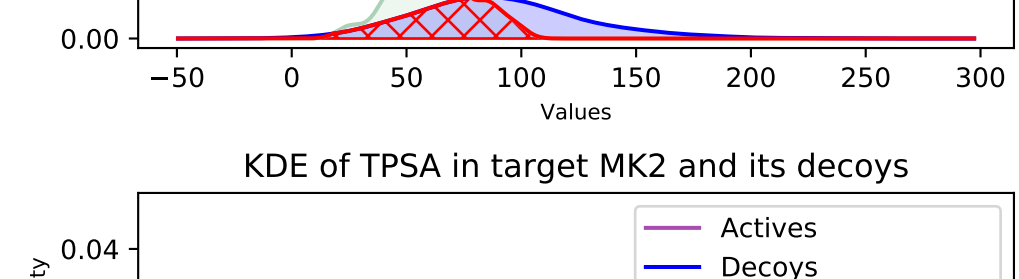 0.00
−50 0 50 100 150 200 250 300
Values
KDE of TPSA in target MK2 and its decoys
Actives
0.04
Decoys